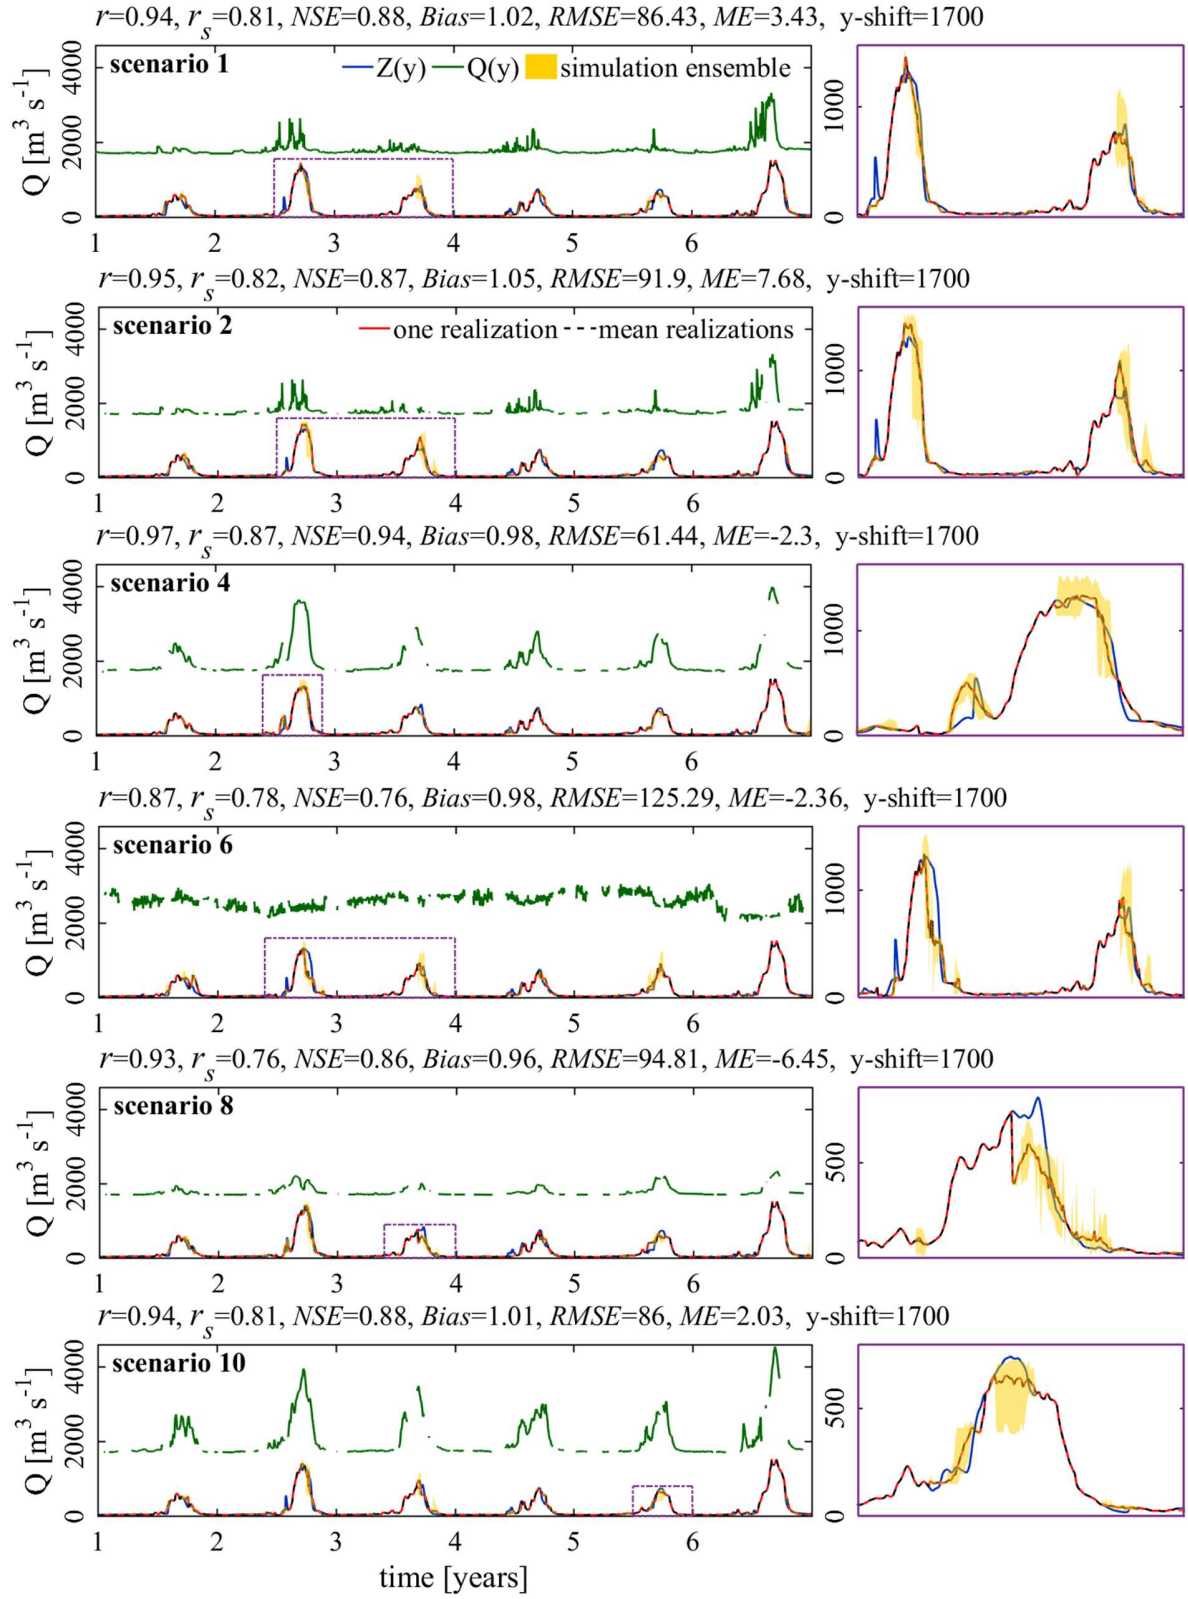 r=0.94, rs=0.81, NSE=0.88, Bias=1.02, RMSE=86.43, ME=3.43, y-shift=1700
scenario 1 Z(y) Q(y) simulation ensemble
Q [m3 s-1]
0 2000 4000
0 1000
1 2 3 4 5 6
r=0.95, rs=0.82, NSE=0.87, Bias=1.05, RMSE=91.9, ME=7.68, y-shift=1700
scenario 2 one realization mean realizations
Q [m3 s-1]
0 2000 4000
0 1000
1 2 3 4 5 6
r=0.97, rs=0.87, NSE=0.94, Bias=0.98, RMSE=61.44, ME=-2.3, y-shift=1700
scenario 4
Q [m3 s-1]
0 2000 4000
0 1000
1 2 3 4 5 6
r=0.87, rs=0.78, NSE=0.76, Bias=0.98, RMSE=125.29, ME=-2.36, y-shift=1700
scenario 6
Q [m3 s-1]
0 2000 4000
0 1000
1 2 3 4 5 6
r=0.93, rs=0.76, NSE=0.86, Bias=0.96, RMSE=94.81, ME=-6.45, y-shift=1700
scenario 8
Q [m3 s-1]
0 2000 4000
0 500
1 2 3 4 5 6
r=0.94, rs=0.81, NSE=0.88, Bias=1.01, RMSE=86, ME=2.03, y-shift=1700
scenario 10
Q [m3 s-1]
0 2000 4000
0 500
1 2 3 4 5 6
time [years]